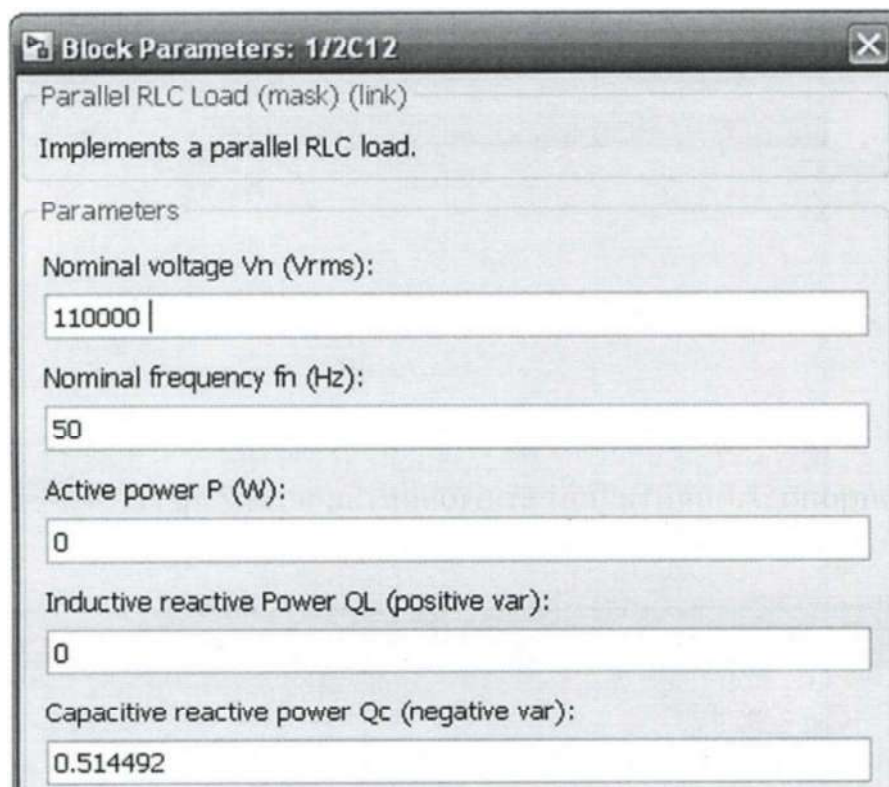 Block Parameters: 1/2C12
Parallel RLC Load (mask) (link)
Implements a parallel RLC load.
Parameters
Nominal voltage Vn (Vrms):
110000
Nominal frequency fn (Hz):
50
Active power P (W):
0
Inductive reactive Power QL (positive var):
0
Capacitive reactive power Qc (negative var):
0.514492